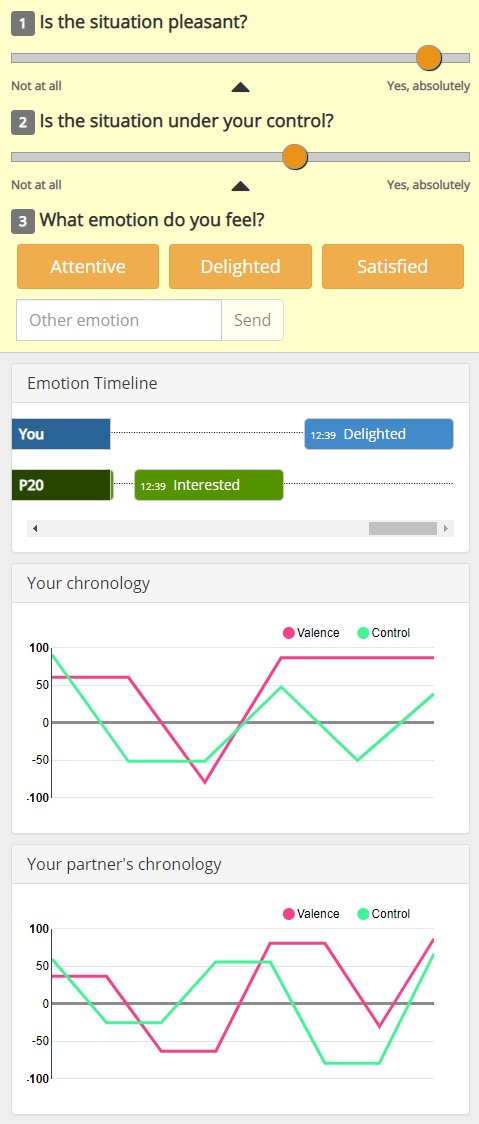 1 Is the situation pleasant?
Not at all Yes, absolutely
2 Is the situation under your control?
Not at all Yes, absolutely
3 What emotion do you feel?
Attentive Delighted Satisfied
Other emotion Send
Emotion Timeline
You 12:39 Delighted
P20 12:39 Interested
Your chronology
Valence Control
100
50
0
-50
-100
Your partner's chronology
Valence Control
100
50
0
-50
-100